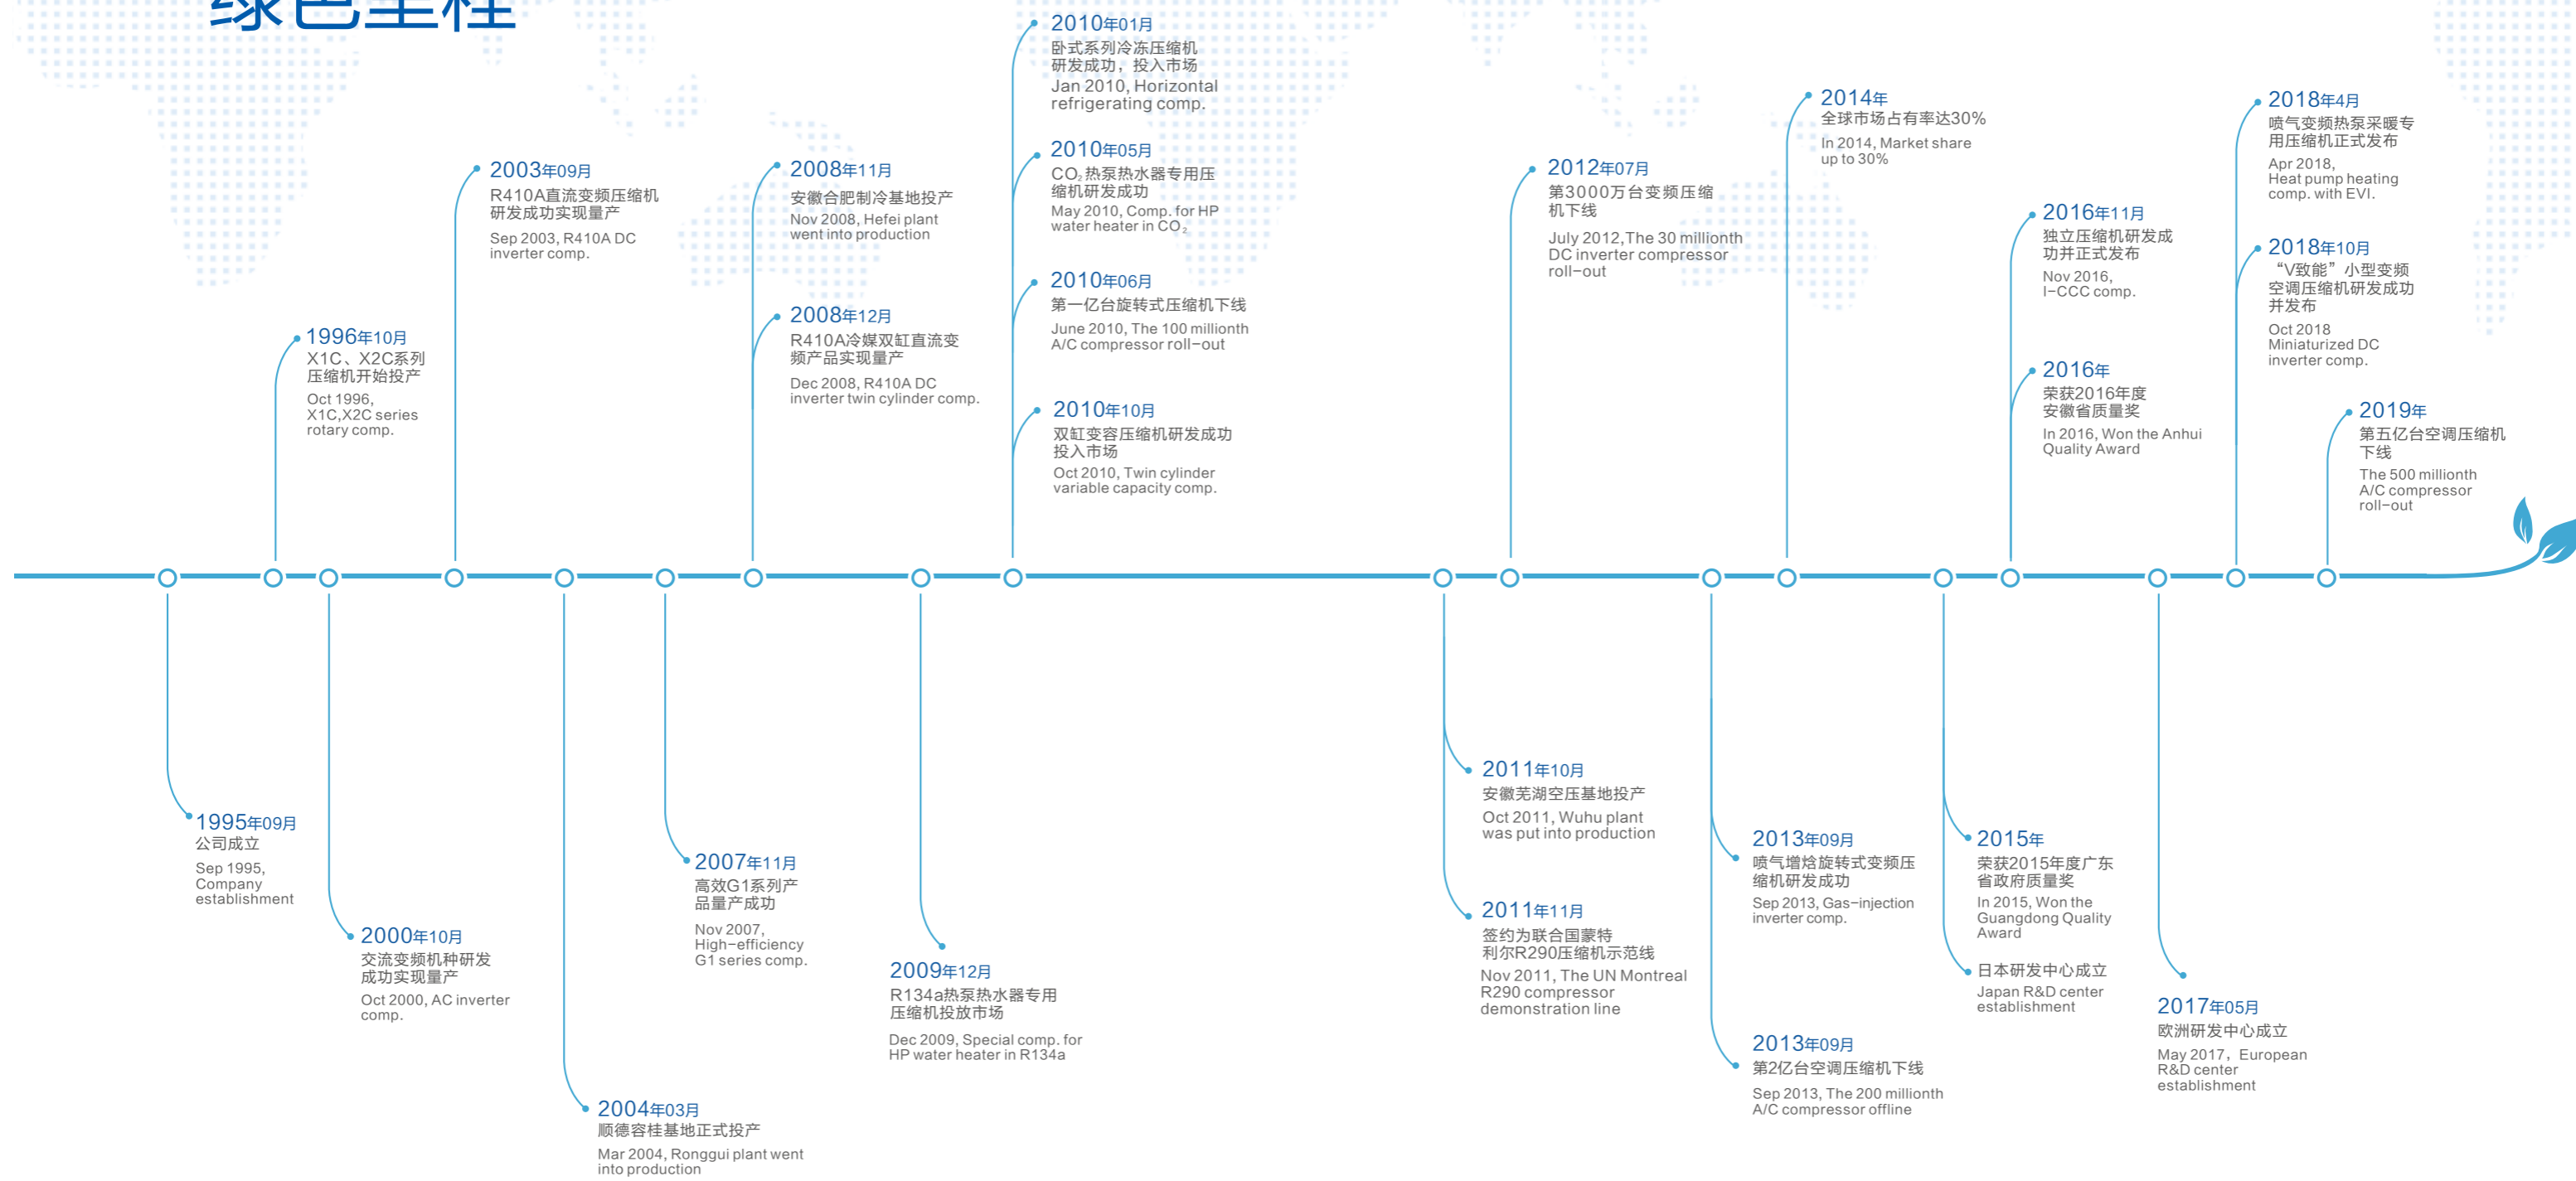 绿色里程
2010年01月
卧式系列冷冻压缩机
研发成功，投入市场
Jan 2010, Horizontal
refrigerating comp.
2010年05月
CO₂热泵热水器专用压
缩机研发成功
May 2010, Comp. for HP
water heater in CO₂
2010年06月
第一亿台旋转式压缩机下线
June 2010, The 100 millionth
A/C compressor roll-out
2010年10月
双缸变容压缩机研发成功
投入市场
Oct 2010, Twin cylinder
variable capacity comp.
1996年10月
X1C、X2C系列
压缩机开始投产
Oct 1996,
X1C,X2C series
rotary comp.
2003年09月
R410A直流变频压缩机
研发成功实现量产
Sep 2003, R410A DC
inverter comp.
2008年11月
安徽合肥制冷基地投产
Nov 2008, Hefei plant
went into production
2008年12月
R410A冷媒双缸直流变
频产品实现量产
Dec 2008, R410A DC
inverter twin cylinder comp.
2012年07月
第3000万台变频压缩
机下线
July 2012,The 30 millionth
DC inverter compressor
roll-out
2014年
全球市场占有率达30%
In 2014, Market share
up to 30%
2016年11月
独立压缩机研发成
功并正式发布
Nov 2016,
I-CCC comp.
2016年
荣获2016年度
安徽省质量奖
In 2016, Won the Anhui
Quality Award
2018年4月
喷气变频热泵采暖专
用压缩机正式发布
Apr 2018,
Heat pump heating
comp. with EVI.
2018年10月
“V致能”小型变频
空调压缩机研发成功
并发布
Oct 2018
Miniaturized DC
inverter comp.
2019年
第五亿台空调压缩机
下线
The 500 millionth
A/C compressor
roll-out
1995年09月
公司成立
Sep 1995,
Company
establishment
2000年10月
交流变频机种研发
成功实现量产
Oct 2000, AC inverter
comp.
2004年03月
顺德容桂基地正式投产
Mar 2004, Ronggui plant went
into production
2007年11月
高效G1系列产
品量产成功
Nov 2007,
High-efficiency
G1 series comp.
2009年12月
R134a热泵热水器专用
压缩机投放市场
Dec 2009, Special comp. for
HP water heater in R134a
2011年10月
安徽芜湖空压基地投产
Oct 2011, Wuhu plant
was put into production
2011年11月
签约为联合国蒙特
利尔R290压缩机示范线
Nov 2011, The UN Montreal
R290 compressor
demonstration line
2013年09月
喷气增焓旋转式变频压
缩机研发成功
Sep 2013, Gas-injection
inverter comp.
2013年09月
第2亿台空调压缩机下线
Sep 2013, The 200 millionth
A/C compressor offline
2015年
荣获2015年度广东
省政府质量奖
In 2015, Won the
Guangdong Quality
Award
日本研发中心成立
Japan R&D center
establishment
2017年05月
欧洲研发中心成立
May 2017，European
R&D center
establishment